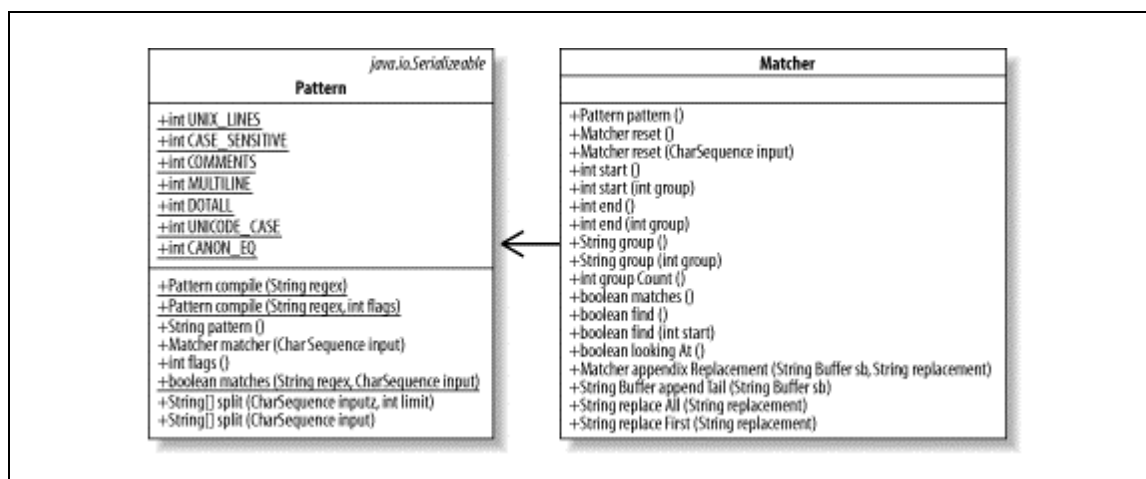 java.io.Serializeable
Pattern
+int UNIX_LINES
+int CASE_SENSITIVE
+int COMMENTS
+int MULTILINE
+int DOTALL
+int UNICODE_CASE
+int CANON_EQ
+Pattern compile (String regex)
+Pattern compile (String regex, int flags)
+String pattern ()
+Matcher matcher (Char Sequence input)
+int flags ()
+boolean matches (String regex, CharSequence input)
+String[] split (CharSequence inputz, int limit)
+String[] split (CharSequence input)
Matcher
+Pattern pattern ()
+Matcher reset ()
+Matcher reset (CharSequence input)
+int start ()
+int start (int group)
+int end ()
+int end (int group)
+String group ()
+String group (int group)
+int group Count ()
+boolean matches ()
+boolean find ()
+boolean find (int start)
+boolean looking At ()
+Matcher appendix Replacement (String Buffer sb, String replacement)
+String Buffer append Tail (String Buffer sb)
+String replace All (String replacement)
+String replace First (String replacement)